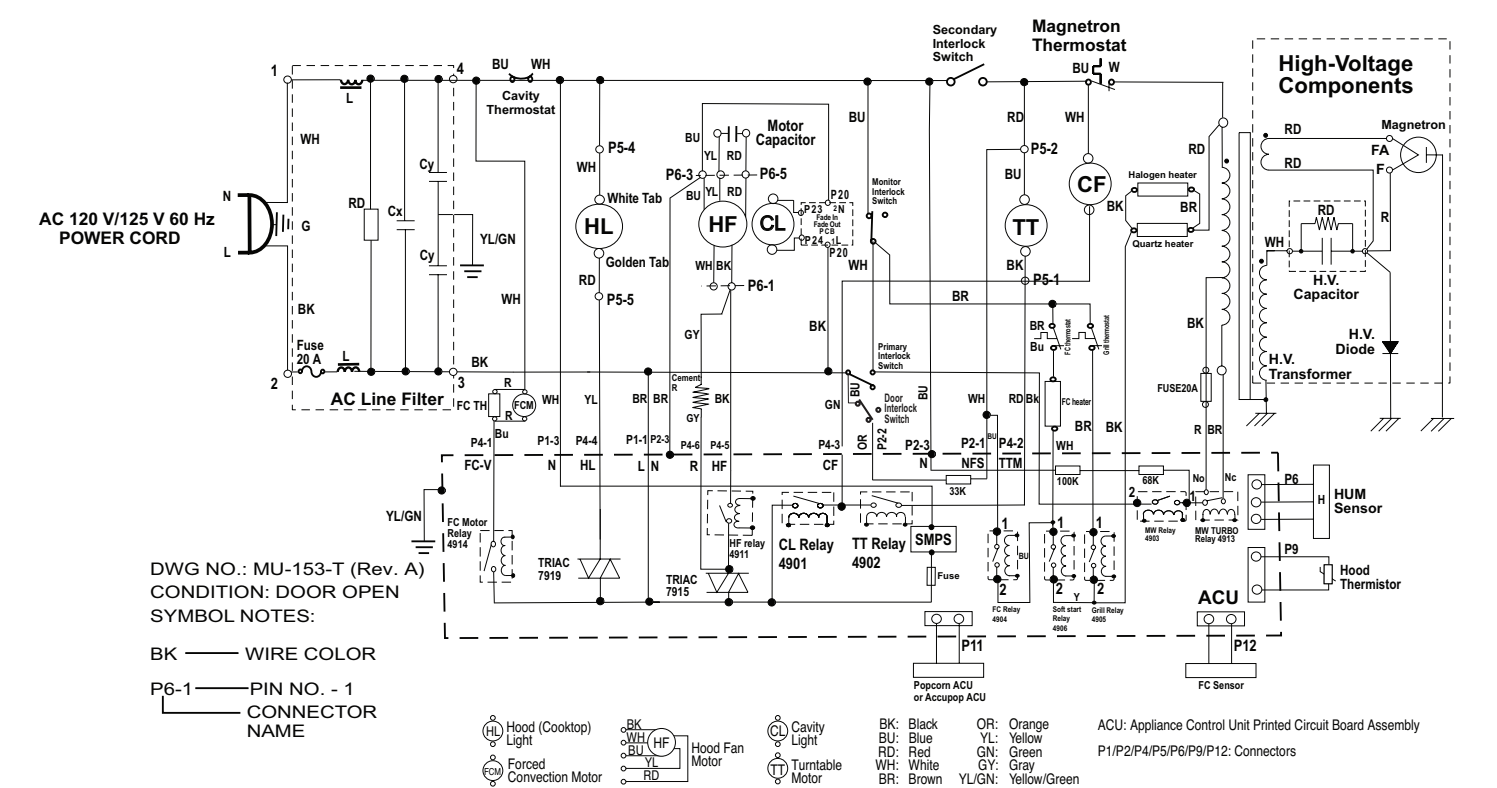 Secondary
Interlock
Switch
Magnetron
Thermostat
High-Voltage
Components
1
4
BU
WH
Cavity
Thermostat
L
BU
W
WH
Cy
RD
Cx
Cy
YL/GN
N
G
L
AC 120 V/125 V 60 Hz
POWER CORD
BK
Fuse
20 A
L
2
3
AC Line Filter
BK
WH
WH
P5-4
WH
White Tab
HL
Golden Tab
RD
P5-5
Motor
Capacitor
BU
YL
RD
P6-3
P6-5
BU
YL
RD
HF
WH
BK
P6-1
GY
Cement
R
GY
BK
CL
P23
P20
2
N
Fade In
Fade Out
PCB
P24
1
L
P20
BK
BU
Monitor
Interlock
Switch
WH
BR
Primary
Interlock
Switch
BU
GN
Door
Interlock
Switch
OR
P2-2
BU
RD
P5-2
BU
TT
BK
P5-1
WH
CF
RD
Halogen heater
BK
BR
Quartz heater
BR
Bu
FC thermostat
Grill thermostat
FC heater
WH
BR
BK
BK
FUSE20A
R
BR
RD
RD
Magnetron
FA
F
RD
WH
R
H.V.
Capacitor
H.V.
Diode
H.V.
Transformer
FC TH
R
R
FCM
Bu
WH
YL
BR
BR
WH
BU
RD
Bk
P4-1
P1-3
P4-4
P1-1
P2-3
P4-6
P4-5
P4-3
P2-3
P2-1
P4-2
FC-V
N
HL
L
N
R
HF
CF
N
NFS
TTM
33K
100K
68K
No
Nc
P6
H
HUM
Sensor
YL/GN
FC Motor
Relay
4914
TRIAC
7919
HF relay
4911
TRIAC
7915
CL Relay
4901
TT Relay
4902
SMPS
Fuse
1
BU
2
FC Relay
4904
1
2
Y
Soft start
Relay
4906
1
2
Grill Relay
4905
2
1
MW Relay
4903
MW TURBO
Relay 4913
P9
Hood
Thermistor
ACU
P11
Popcorn ACU
or Accupop ACU
P12
FC Sensor
DWG NO.: MU-153-T (Rev. A)
CONDITION: DOOR OPEN
SYMBOL NOTES:
BK
WIRE COLOR
P6-1
PIN NO. - 1
CONNECTOR
NAME
HL
Hood (Cooktop)
Light
FCM
Forced
Convection Motor
BK
WH
BU
YL
RD
HF
Hood Fan
Motor
CL
Cavity
Light
TT
Turntable
Motor
BK: Black
BU: Blue
RD: Red
WH: White
BR: Brown
OR: Orange
YL: Yellow
GN: Green
GY: Gray
YL/GN: Yellow/Green
ACU: Appliance Control Unit Printed Circuit Board Assembly
P1/P2/P4/P5/P6/P9/P12: Connectors